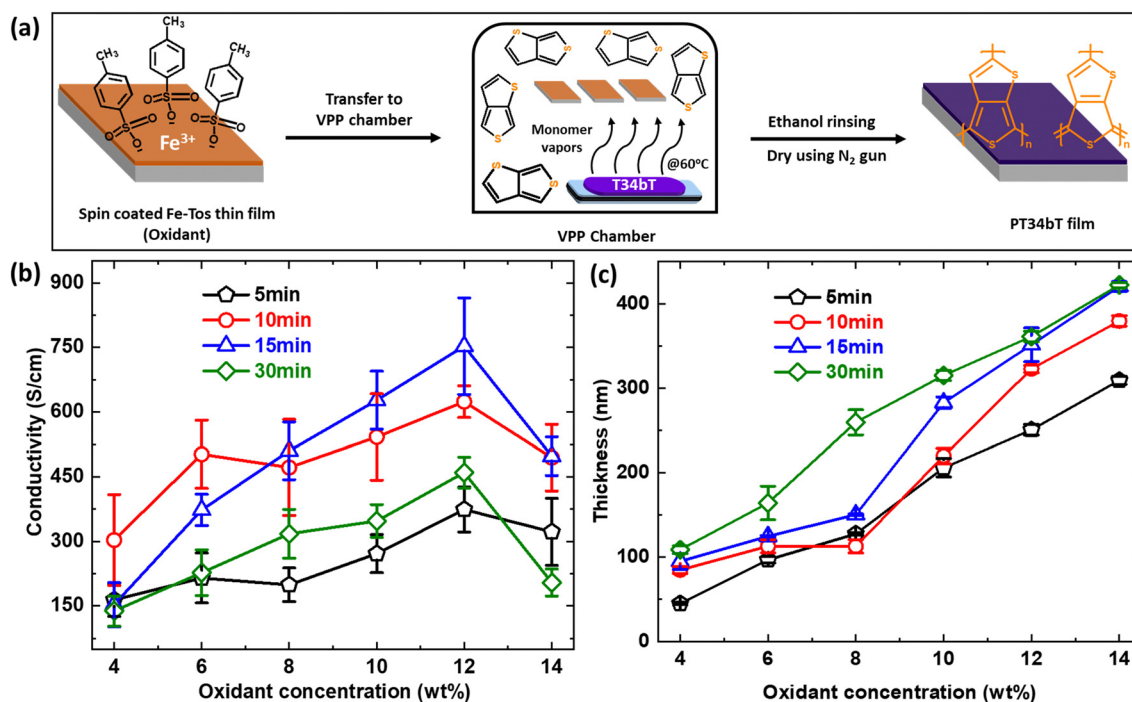 (a)
CH₃
CH₃
CH₃
S
O
O
O⁻
S
O
O
O⁻
S
O
O
O⁻
Fe³⁺
Spin coated Fe-Tos thin film
(Oxidant)
Transfer to
VPP chamber
S
S
S
S
S
S
S
S
S
S
Monomer
vapors
@60°C
T34bT
VPP Chamber
Ethanol rinsing
Dry using N₂ gun
S
S
n
S
S
n
PT34bT film
(b)
900
750
600
450
300
150
Conductivity (S/cm)
5min
10min
15min
30min
4
6
8
10
12
14
Oxidant concentration (wt%)
(c)
400
300
200
100
0
Thickness (nm)
5min
10min
15min
30min
4
6
8
10
12
14
Oxidant concentration (wt%)